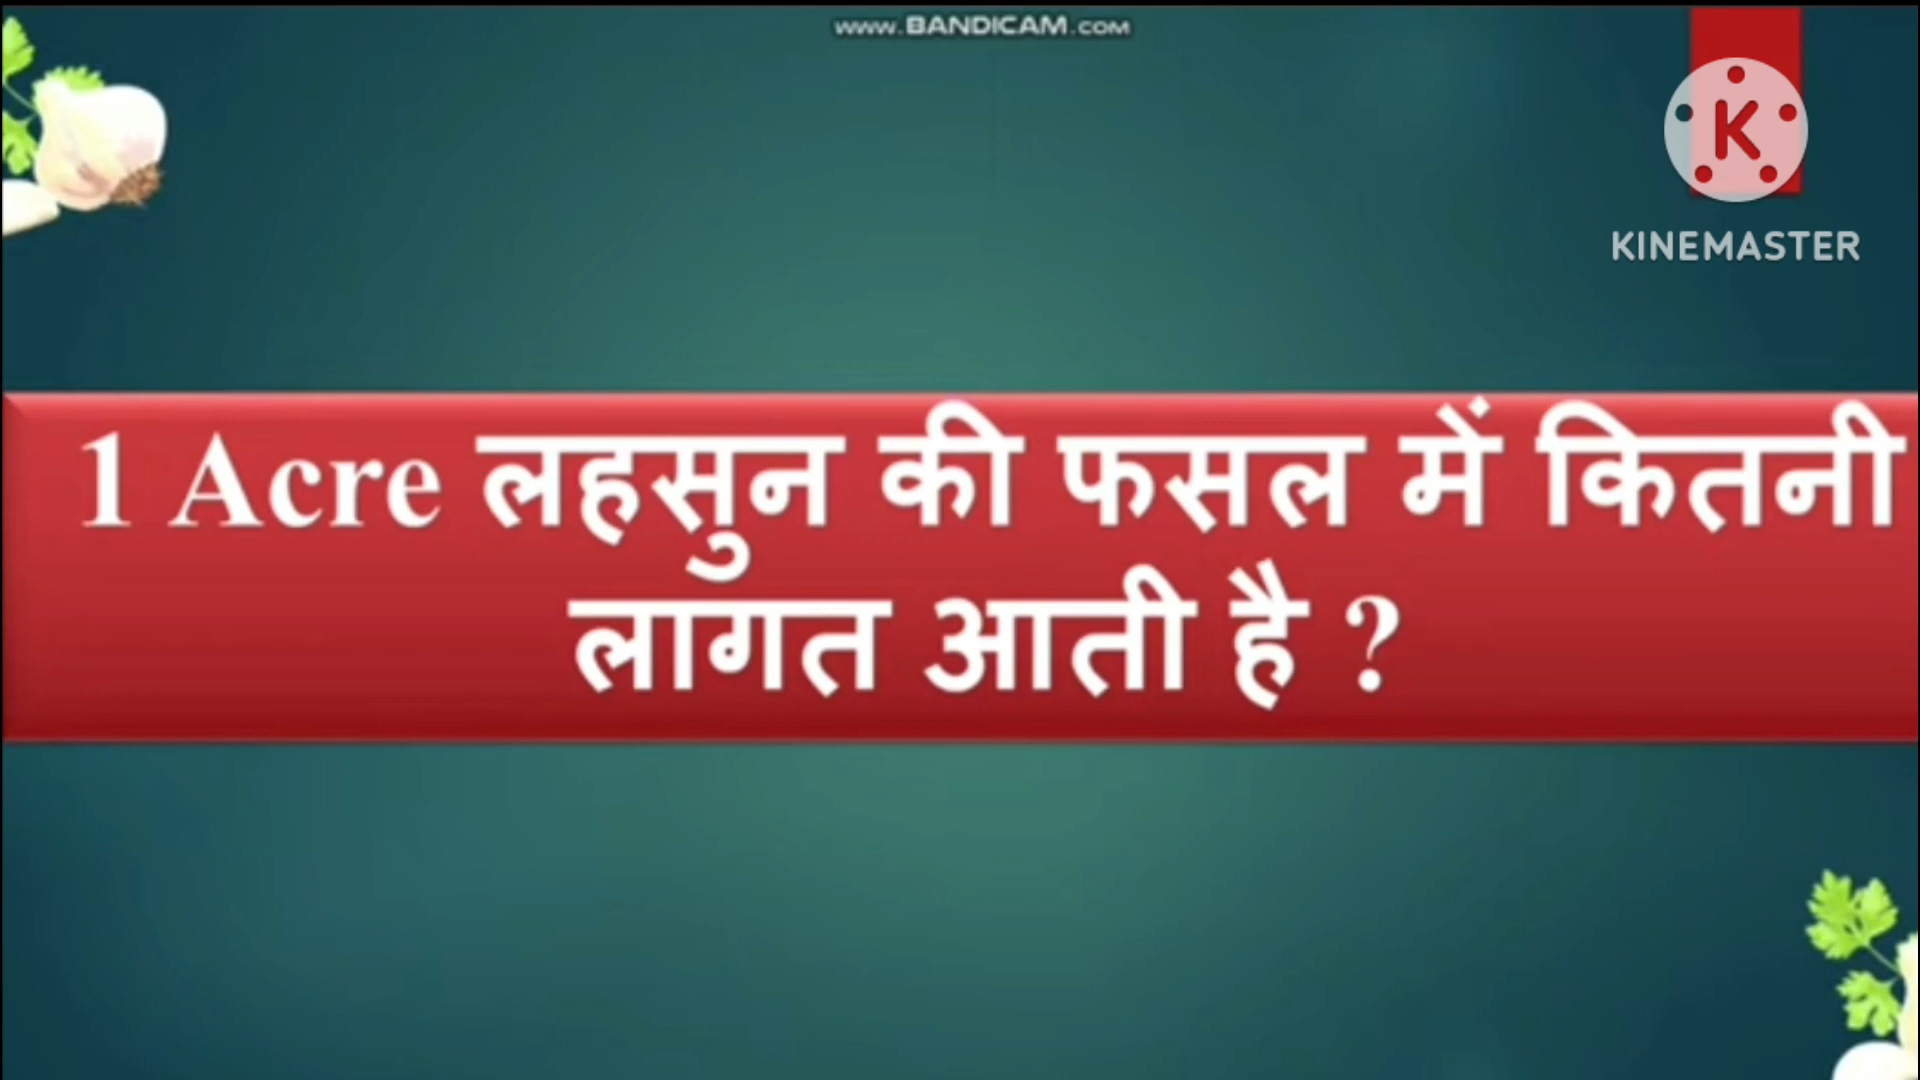 www.BANDICAM.com
K
KINEMASTER
1 Acre लहसुन की फसल में कितनी
लागत आती है ?